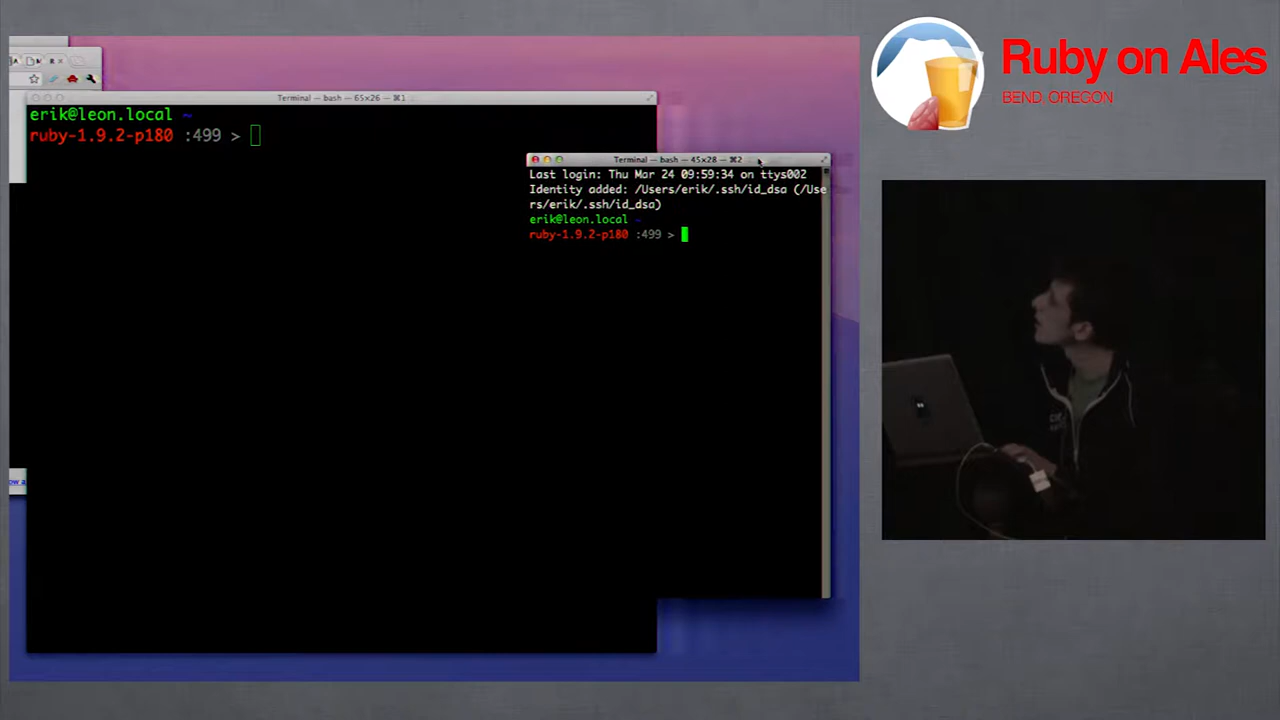 Terminal — bash — 65×26 — ⌘1
erik@leon.local ~
ruby-1.9.2-p180 :499 >
Terminal — bash — 45×28 — ⌘2
Last login: Thu Mar 24 09:59:34 on ttys002
Identity added: /Users/erik/.ssh/id_dsa (/Use
rs/erik/.ssh/id_dsa)
erik@leon.local ~
ruby-1.9.2-p180 :499 >
Ruby on Ales
BEND, OREGON